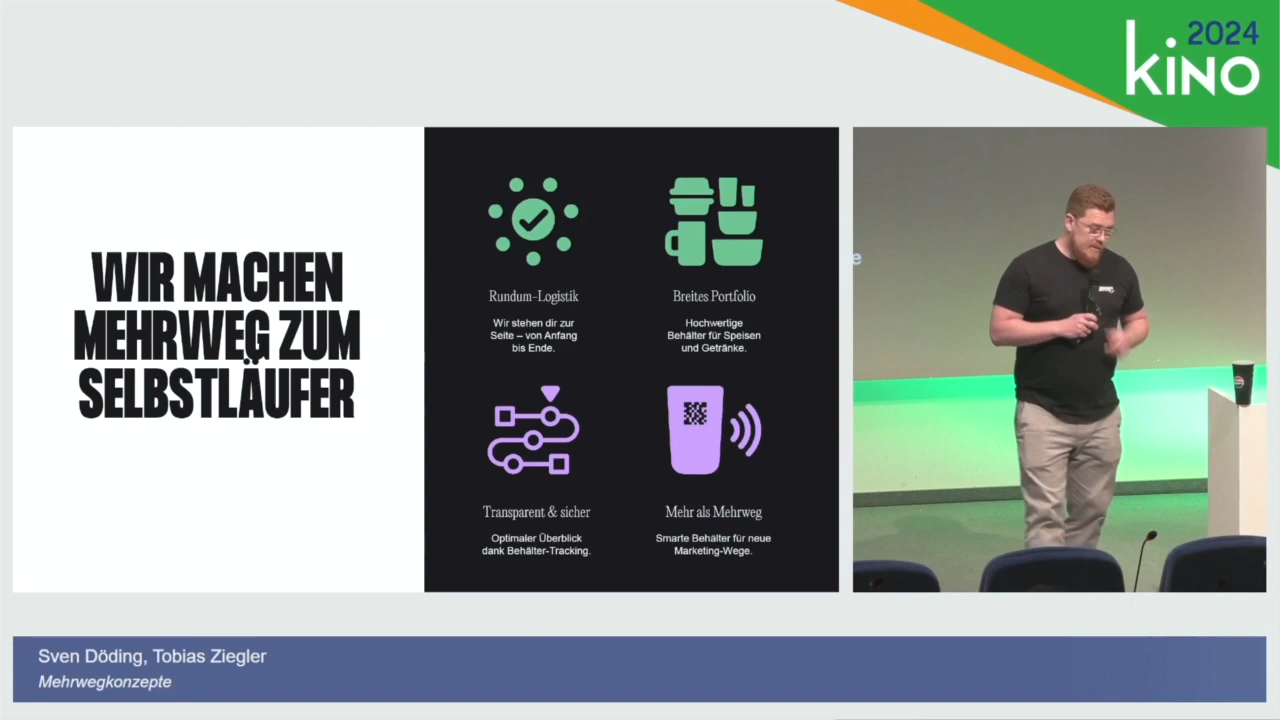 2024
kiNO
WIR MACHEN
MEHRWEG ZUM
SELBSTLÄUFER
Rundum-Logistik
Wir stehen dir zur
Seite – von Anfang
bis Ende.
Breites Portfolio
Hochwertige
Behälter für Speisen
und Getränke.
Transparent & sicher
Optimaler Überblick
dank Behälter-Tracking.
Mehr als Mehrweg
Smarte Behälter für neue
Marketing-Wege.
e
Sven Döding, Tobias Ziegler
Mehrwegkonzepte